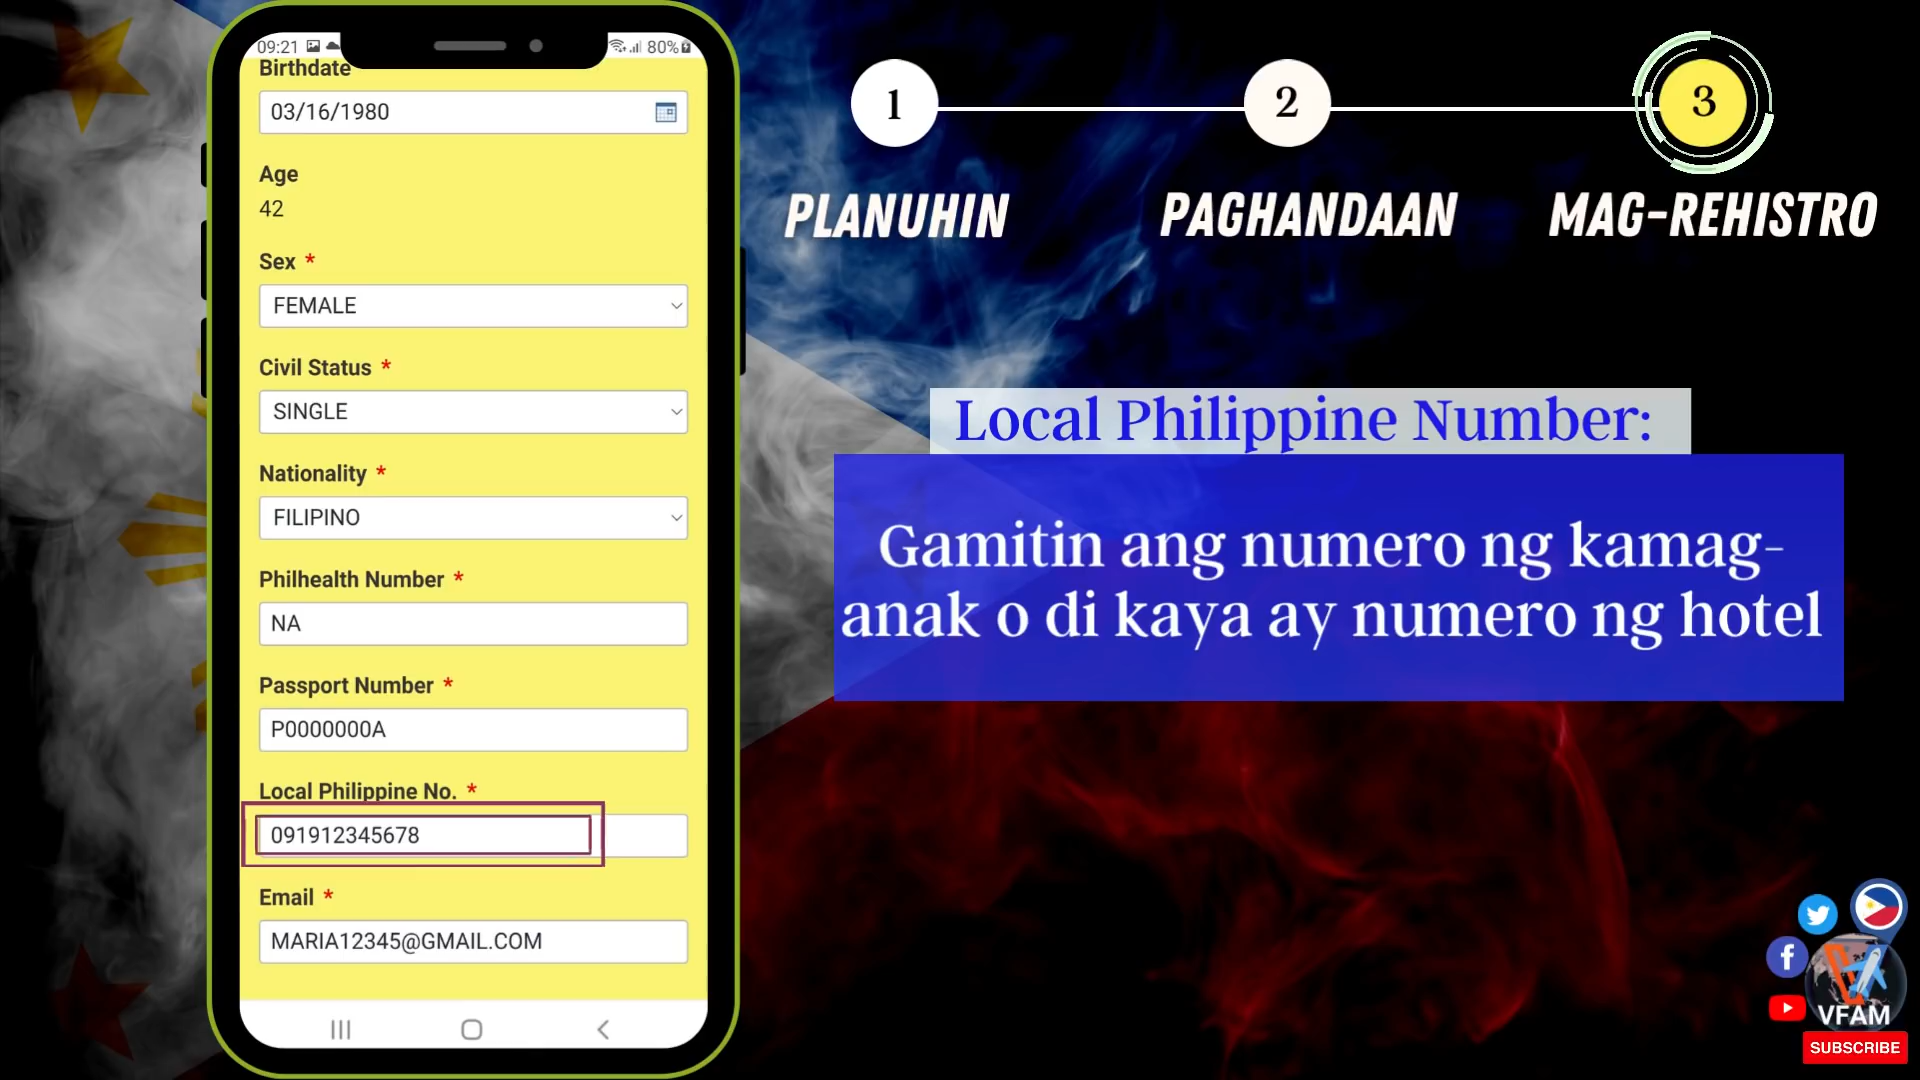 09:21
80%
Birthdate
03/16/1980
Age
42
Sex *
FEMALE
Civil Status *
SINGLE
Nationality *
FILIPINO
Philhealth Number *
NA
Passport Number *
P0000000A
Local Philippine No. *
091912345678
Email *
MARIA12345@GMAIL.COM
1
2
3
PLANUHIN
PAGHANDAAN
MAG-REHISTRO
Local Philippine Number:
Gamitin ang numero ng kamag-
anak o di kaya ay numero ng hotel
VFAM
SUBSCRIBE